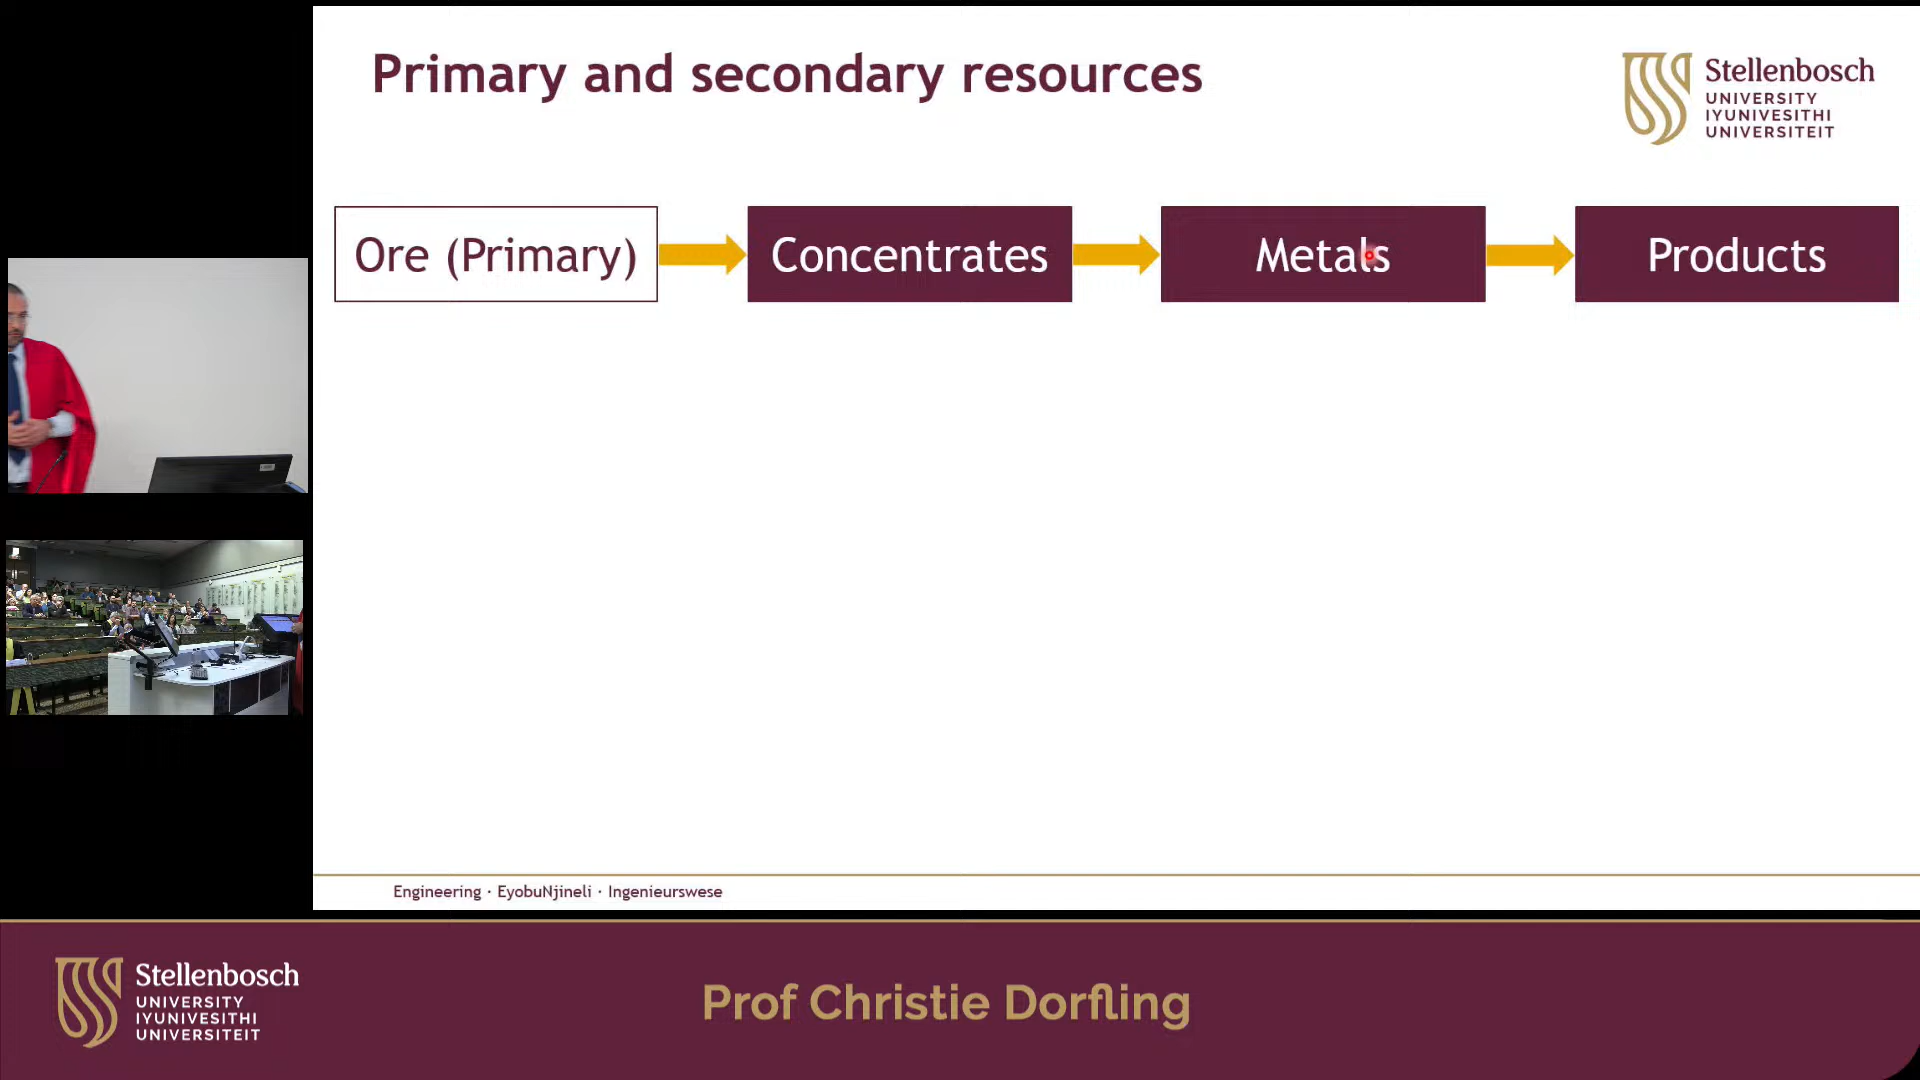 Primary and secondary resources
Stellenbosch
UNIVERSITY
IYUNIVESITHI
UNIVERSITEIT
Ore (Primary)
Concentrates
Metals
Products
Engineering · EyobuNjineli · Ingenieurswese
Stellenbosch
UNIVERSITY
IYUNIVESITHI
UNIVERSITEIT
Prof Christie Dorfling